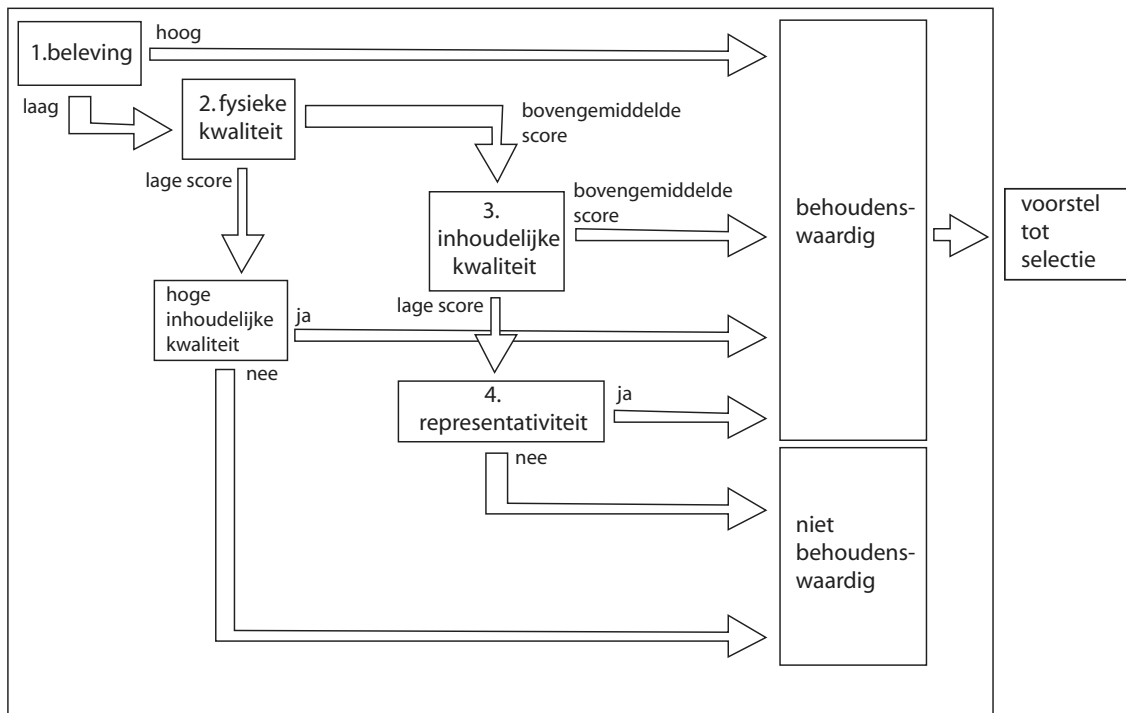 hoog
1.beleving
laag
2. fysieke
kwaliteit
bovengemiddelde
score
lage score
3.
inhoudelijke
kwaliteit
bovengemiddelde
score
behoudens-
waardig
voorstel
tot
selectie
hoge
inhoudelijke
kwaliteit
ja
lage score
nee
4.
representativiteit
ja
nee
niet
behoudens-
waardig